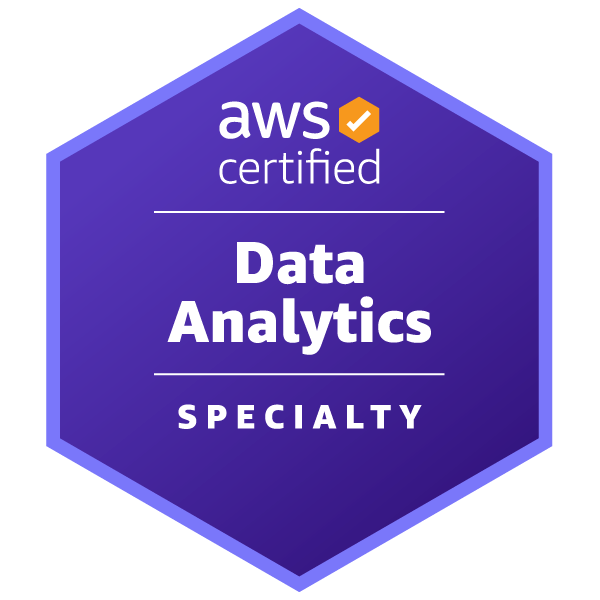 aws
certified
Data
Analytics
SPECIALTY